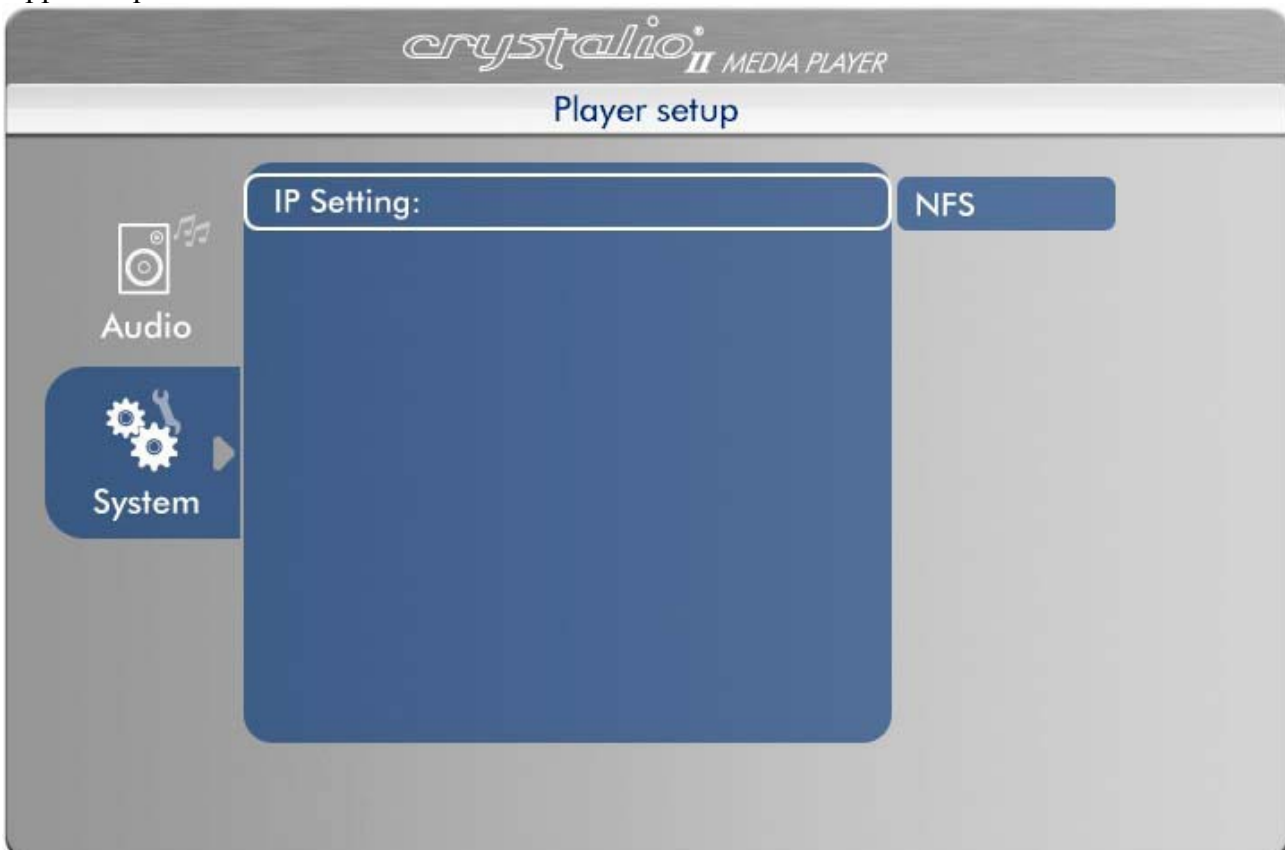 crystalio® II MEDIA PLAYER
Player setup
IP Setting:
NFS
Audio
System